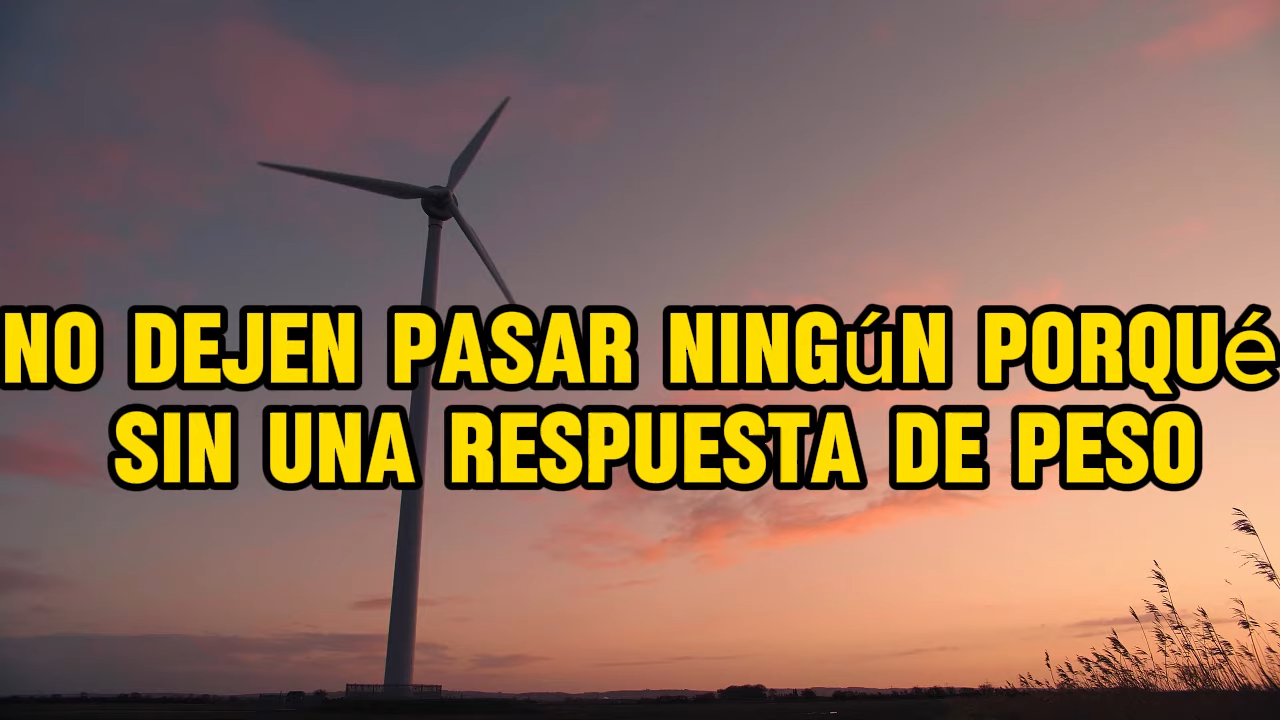 NO DEJEN PASAR NINGúN PORQUé
SIN UNA RESPUESTA DE PESO